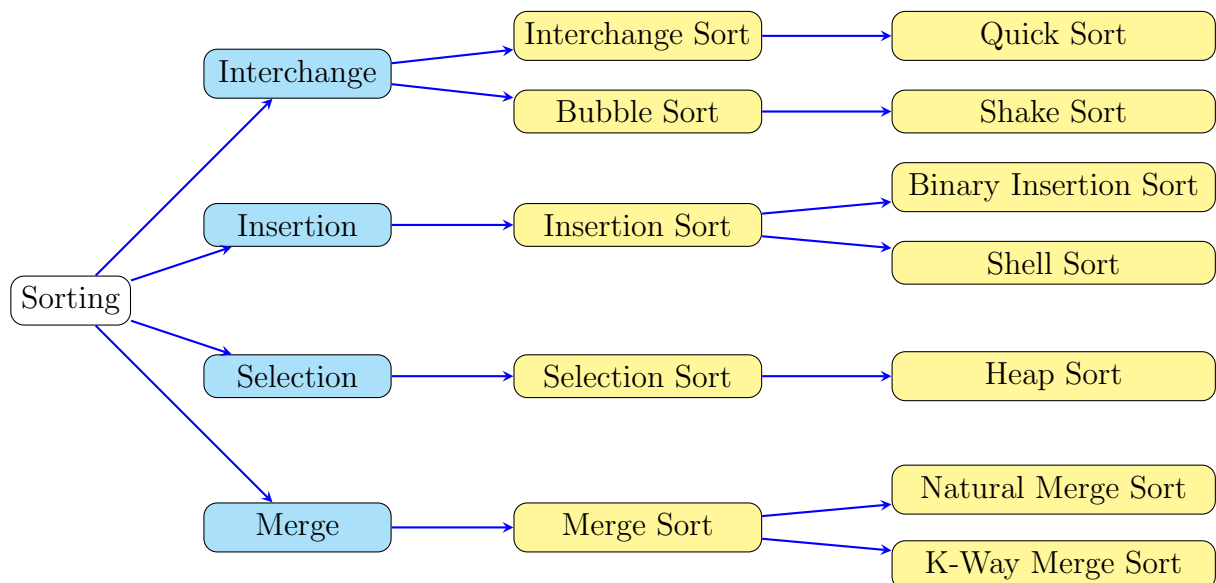 Sorting
Interchange
Interchange Sort
Quick Sort
Bubble Sort
Shake Sort
Insertion
Insertion Sort
Binary Insertion Sort
Shell Sort
Selection
Selection Sort
Heap Sort
Merge
Merge Sort
Natural Merge Sort
K-Way Merge Sort